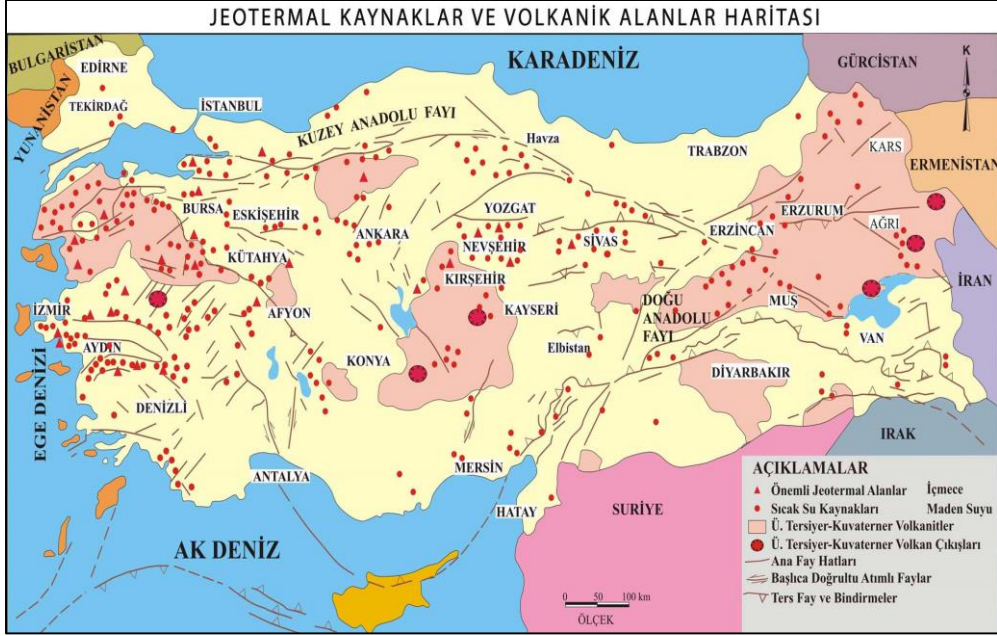 JEOTERMAL KAYNAKLAR VE VOLKANİK ALANLAR HARİTASI
BULGARİSTAN
EDİRNE
KARADENİZ
GÜRCİSTAN
K
TEKİRDAĞ
İSTANBUL
YUNANİSTAN
KUZEY ANADOLU FAYI
Havza
TRABZON
KARS
ERMENİSTAN
BURSA
ESKİŞEHİR
YOZGAT
ERZURUM
ANKARA
SİVAS
ERZİNCAN
AĞRI
NEVŞEHİR
KÜTAHYA
KIRŞEHİR
İRAN
İZMİR
AFYON
KAYSERİ
DOĞU
ANADOLU
FAYI
MUŞ
VAN
AYDIN
KONYA
Elbistan
DİYARBAKIR
EGE DENİZİ
DENİZLİ
IRAK
ANTALYA
MERSİN
HATAY
SURİYE
AK DENİZ
AÇIKLAMALAR
Önemli Jeotermal Alanlar İçmece
Sıcak Su Kaynakları Maden Suyu
Ü. Tersiyer-Kuvaterner Volkanitler
Ü. Tersiyer-Kuvaterner Volkan Çıkışları
Ana Fay Hatları
Başlıca Doğrultu Atımlı Faylar
Ters Fay ve Bindirmeler
0 50 100 km
ÖLÇEK